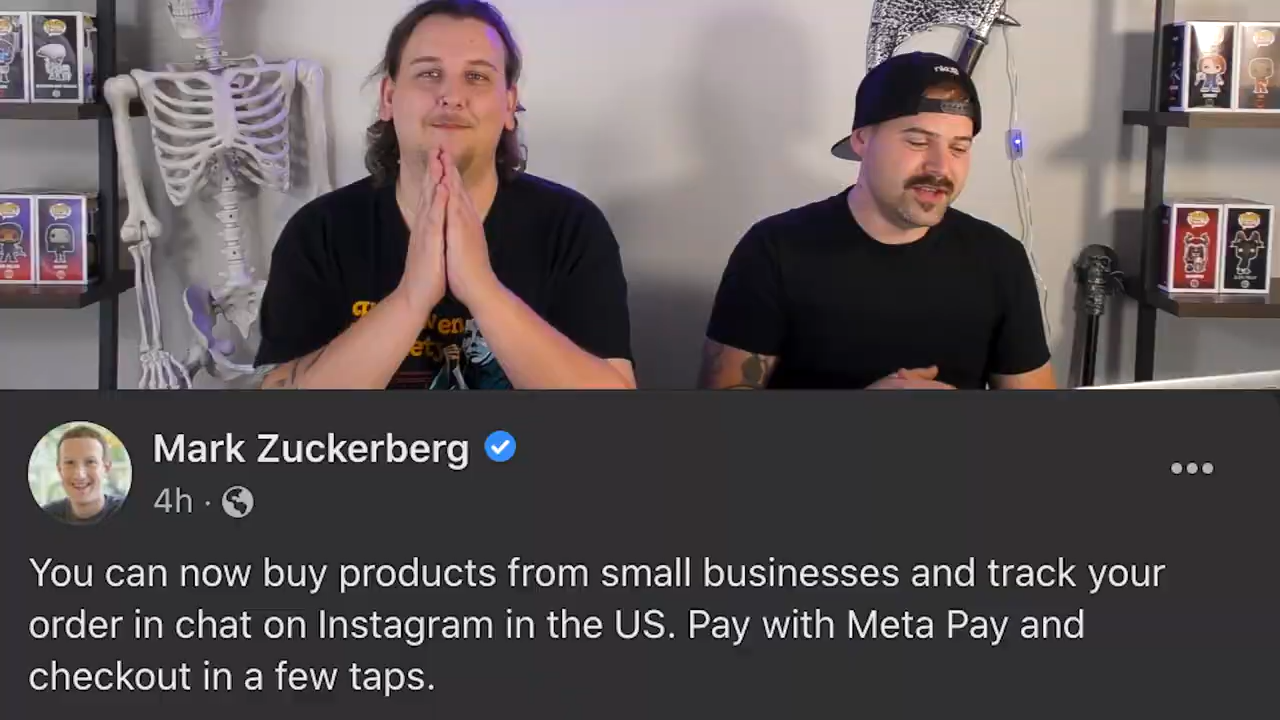 Mark Zuckerberg
4h ·
You can now buy products from small businesses and track your
order in chat on Instagram in the US. Pay with Meta Pay and
checkout in a few taps.